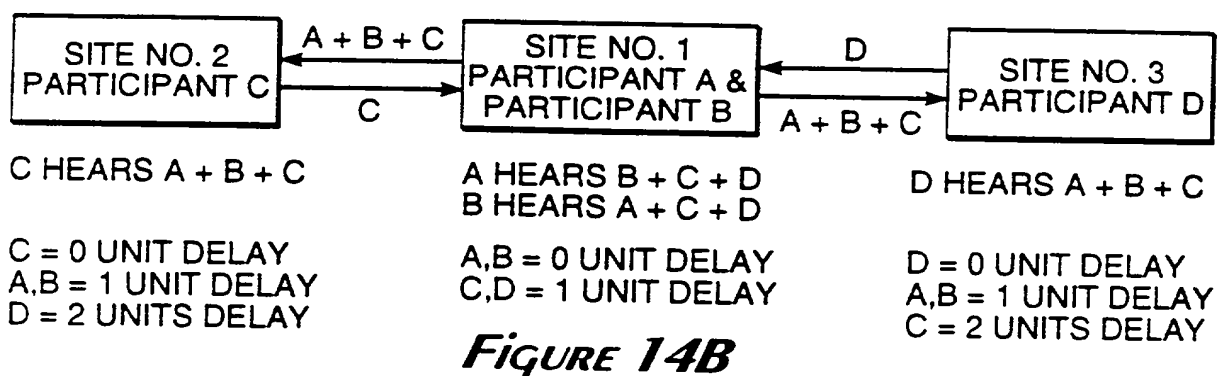 SITE NO. 2
PARTICIPANT C
A + B + C
C
SITE NO. 1
PARTICIPANT A &
PARTICIPANT B
D
A + B + C
SITE NO. 3
PARTICIPANT D
C HEARS A + B + C
C = 0 UNIT DELAY
A,B = 1 UNIT DELAY
D = 2 UNITS DELAY
A HEARS B + C + D
B HEARS A + C + D
A,B = 0 UNIT DELAY
C,D = 1 UNIT DELAY
D HEARS A + B + C
D = 0 UNIT DELAY
A,B = 1 UNIT DELAY
C = 2 UNITS DELAY
FIGURE 14B